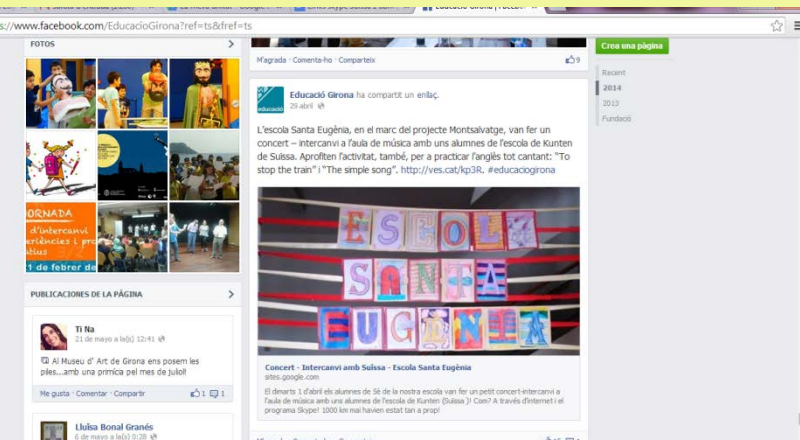 s://www.facebook.com/EducacioGirona?ref=ts&fref=ts
FOTOS
JORNADA
d'intercanvi
21 de febrer de
PUBLICACIONES DE LA PÁGINA
Ti Na
21 de mayo a la(s) 12:41
Al Museu d' Art de Girona ens posem les
piles...amb una primícia pel mes de juliol!
Me gusta · Comentar · Compartir
1 1
Lluïsa Bonal Granés
6 de mayo a la(s) 0:28
M'agrada · Comenta-ho · Comparteix
9
educació
Educació Girona ha compartit un enllaç.
29 abril
L'escola Santa Eugènia, en el marc del projecte Montsalvatge, van fer un
concert – intercanvi a l'aula de música amb uns alumnes de l'escola de Kunten
de Suïssa. Aprofiten l'activitat, també, per a practicar l'anglès tot cantant: "To
stop the train" i "The simple song". http://ves.cat/kp3R. #educaciogirona
ESCOLA
SANTA
EUGENIA
Concert - Intercanvi amb Suïssa - Escola Santa Eugènia
sites.google.com
El dimarts 1 d'abril els alumnes de 5è de la nostra escola van fer un petit concert-intercanvi a
l'aula de música amb uns alumnes de l'escola de Kunten (Suïssa )! Com? A través d'internet i el
programa Skype! 1000 km mai havien estat tan a prop!
Crea una pàgina
Recent
2014
2013
Fundació